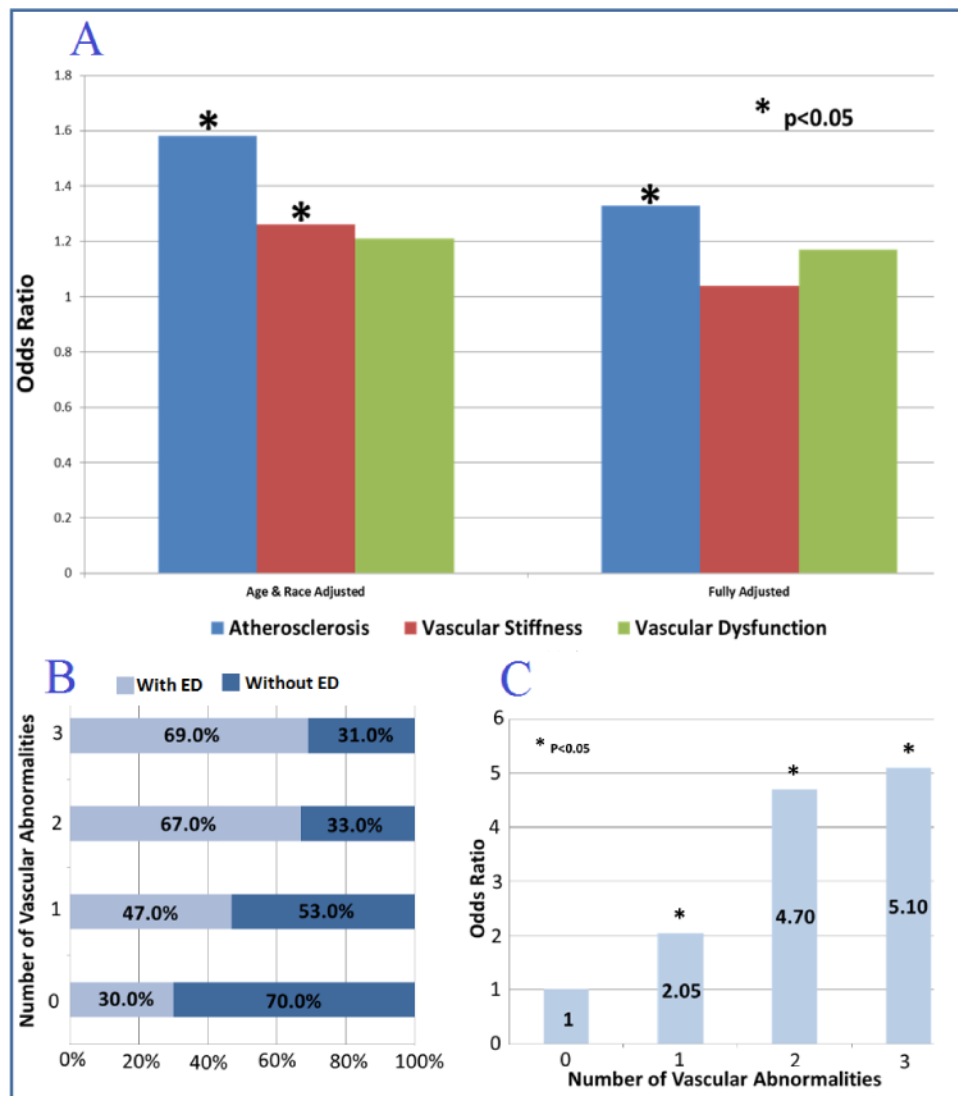 A
1.8
1.6
1.4
1.2
1
0.8
0.6
0.4
0.2
0
Odds Ratio
*
*
*
* p<0.05
Age & Race Adjusted
Fully Adjusted
Atherosclerosis Vascular Stiffness Vascular Dysfunction
B
With ED Without ED
Number of Vascular Abnormalities
3 69.0% 31.0%
2 67.0% 33.0%
1 47.0% 53.0%
0 30.0% 70.0%
0% 20% 40% 60% 80% 100%
C
* P<0.05
Odds Ratio
6
5
4
3
2
1
0
*
*
*
1
2.05
4.70
5.10
0 1 2 3
Number of Vascular Abnormalities